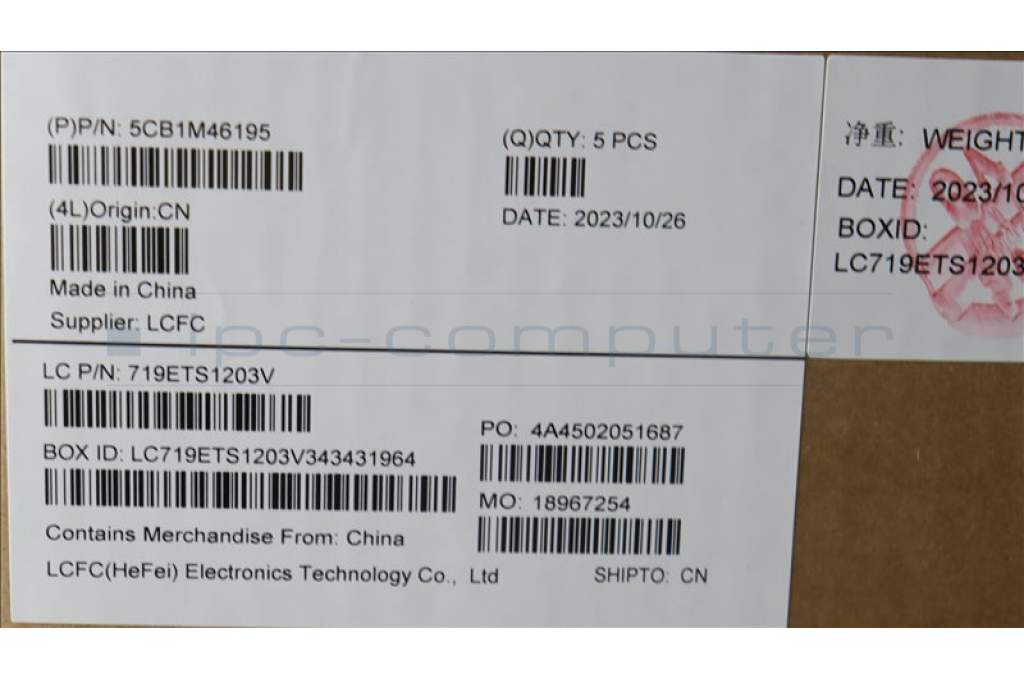 (P)P/N: 5CB1M46195
(Q)QTY: 5 PCS
(4L)Origin:CN
DATE: 2023/10/26
Made in China
Supplier: LCFC
LC P/N: 719ETS1203V
PO: 4A4502051687
BOX ID: LC719ETS1203V343431964
MO: 18967254
Contains Merchandise From: China
LCFC(HeFei) Electronics Technology Co., Ltd
SHIPTO: CN
净重: WEIGHT
DATE: 2023/10
BOXID:
LC719ETS1203
ipc-computer